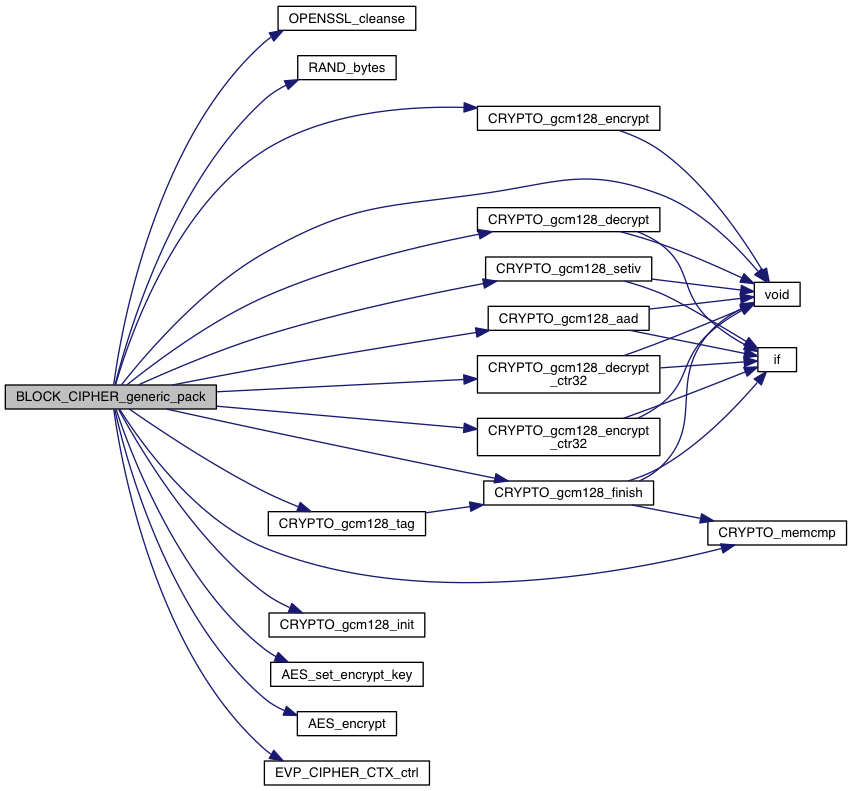 OPENSSL_cleanse
RAND_bytes
CRYPTO_gcm128_encrypt
CRYPTO_gcm128_decrypt
CRYPTO_gcm128_setiv
void
CRYPTO_gcm128_aad
if
CRYPTO_gcm128_decrypt
_ctr32
BLOCK_CIPHER_generic_pack
CRYPTO_gcm128_encrypt
_ctr32
CRYPTO_gcm128_finish
CRYPTO_gcm128_tag
CRYPTO_memcmp
CRYPTO_gcm128_init
AES_set_encrypt_key
AES_encrypt
EVP_CIPHER_CTX_ctrl